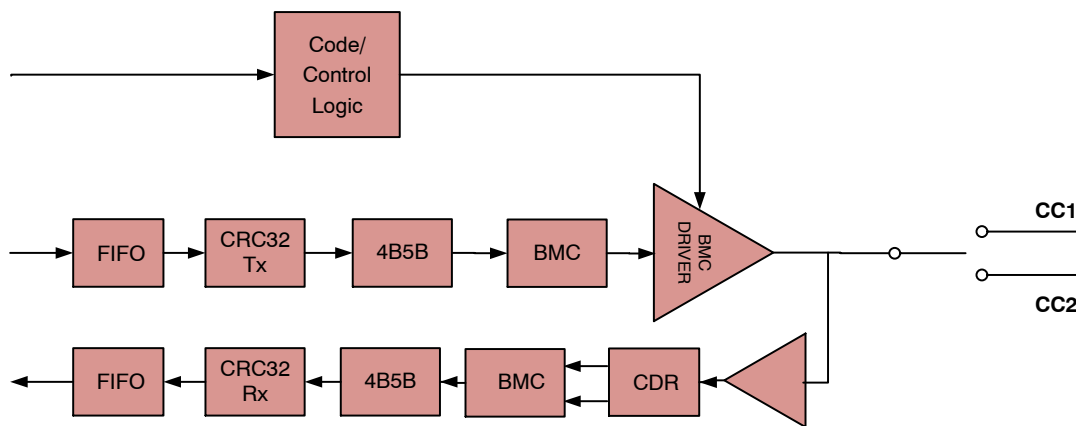 Code/
Control
Logic
CC1
FIFO
CRC32
Tx
4B5B
BMC
BMC
DRIVER
CC2
FIFO
CRC32
Rx
4B5B
BMC
CDR